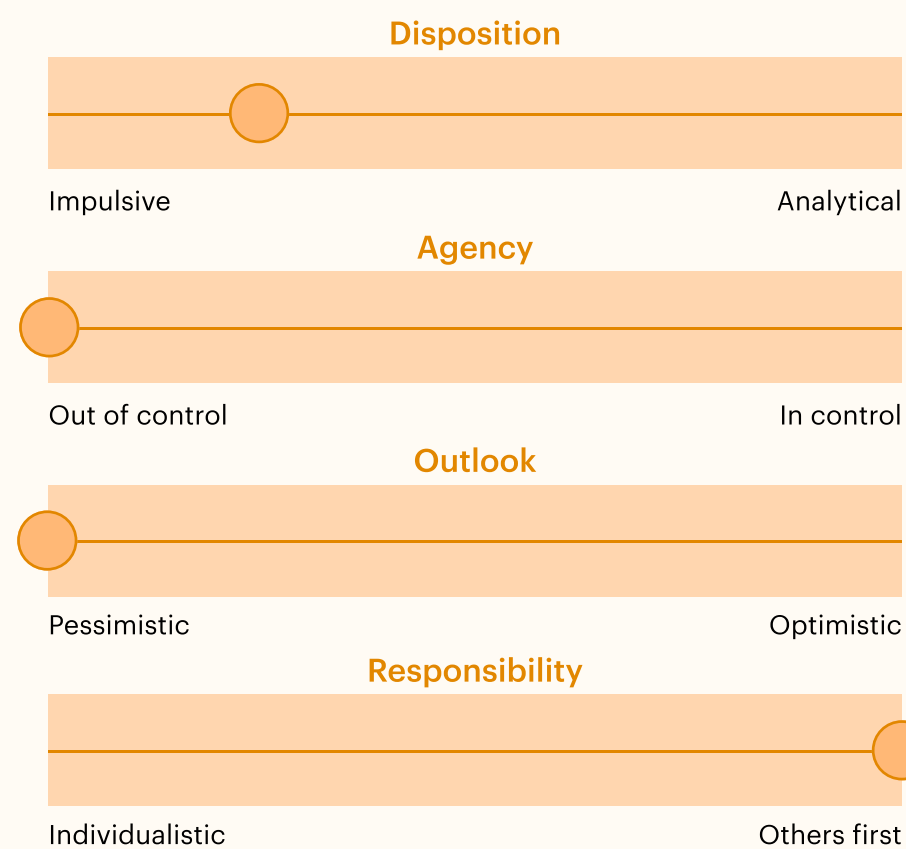 Disposition
Impulsive Analytical
Agency
Out of control In control
Outlook
Pessimistic Optimistic
Responsibility
Individualistic Others first